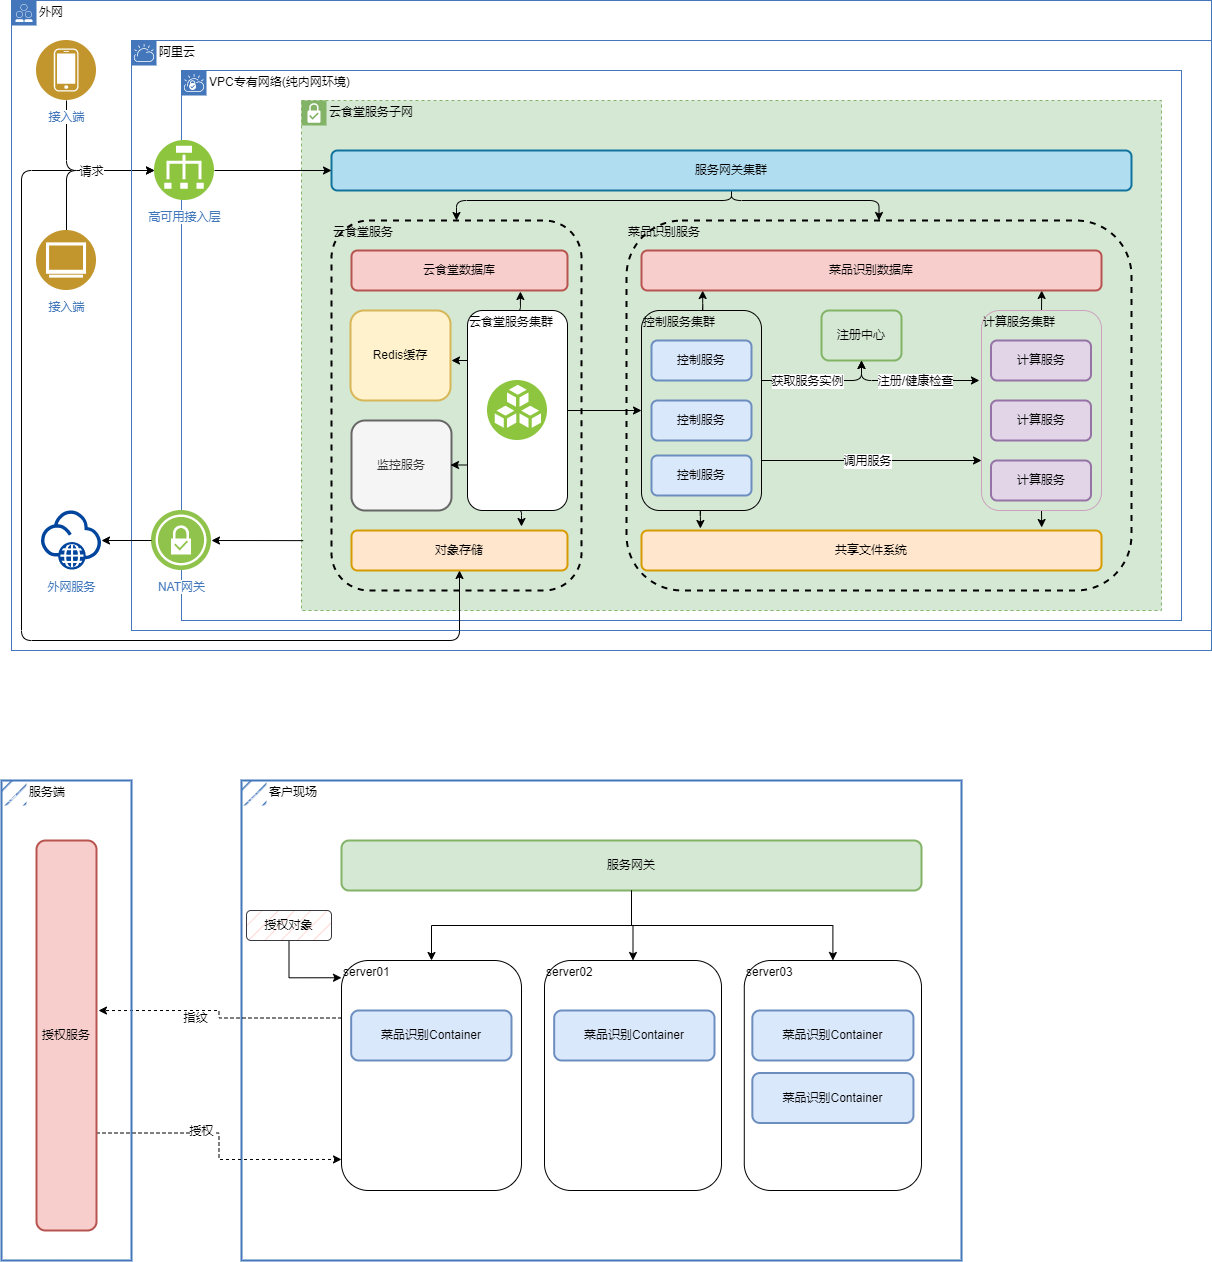 外网
阿里云
VPC专有网络(纯内网环境)
云食堂服务子网
接入端
请求
高可用接入层
服务网关集群
接入端
云食堂服务
菜品识别服务
云食堂数据库
菜品识别数据库
云食堂服务集群
控制服务集群
注册中心
计算服务集群
Redis缓存
控制服务
计算服务
获取服务实例
注册/健康检查
控制服务
计算服务
监控服务
调用服务
控制服务
计算服务
对象存储
共享文件系统
外网服务
NAT网关
服务端
客户现场
服务网关
授权对象
server01
server02
server03
指纹
授权服务
菜品识别Container
菜品识别Container
菜品识别Container
菜品识别Container
授权